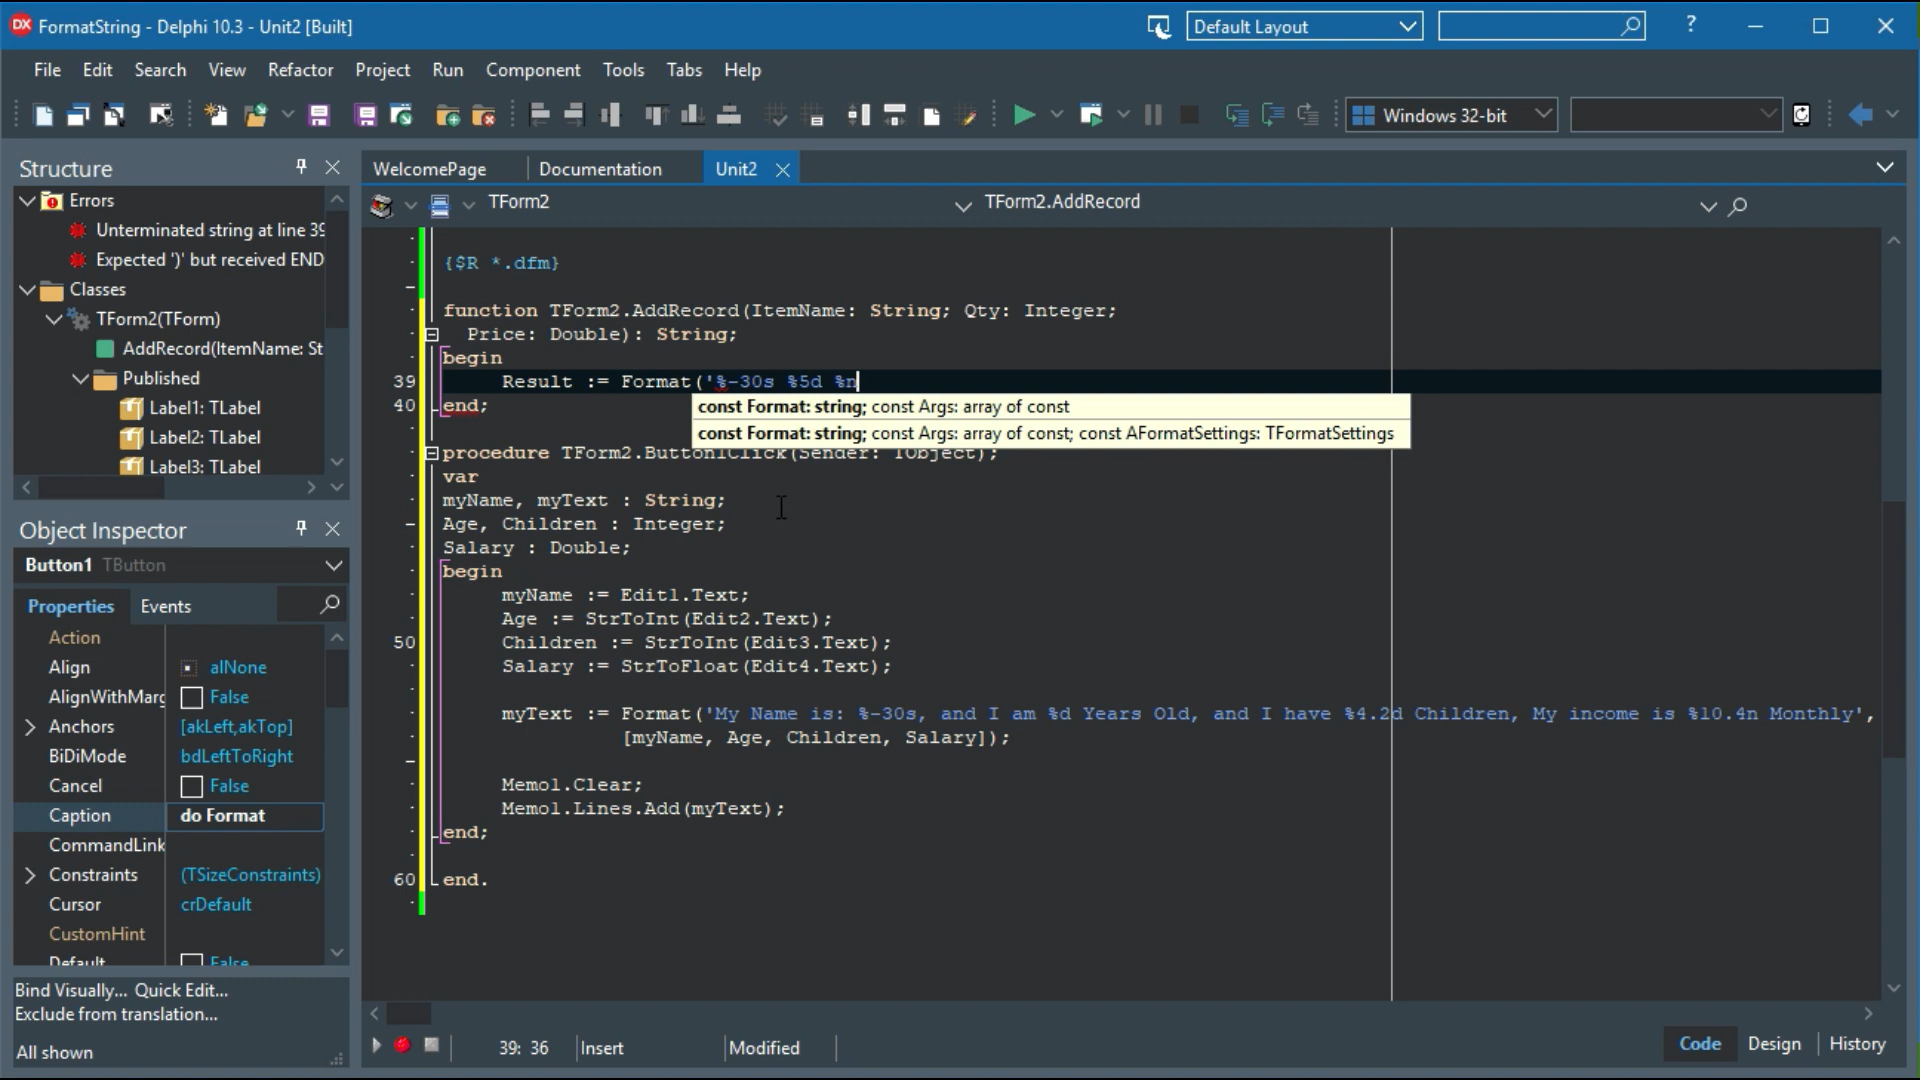 FormatString - Delphi 10.3 - Unit2 [Built]
Default Layout
File Edit Search View Refactor Project Run Component Tools Tabs Help
Windows 32-bit
Structure
Errors
Unterminated string at line 39
Expected ')' but received END
Classes
TForm2(TForm)
AddRecord(ItemName: St
Published
Label1: TLabel
Label2: TLabel
Label3: TLabel
Object Inspector
Button1 TButton
Properties Events
Action
Align alNone
AlignWithMarg False
Anchors [akLeft,akTop]
BiDiMode bdLeftToRight
Cancel False
Caption do Format
CommandLink
Constraints (TSizeConstraints)
Cursor crDefault
CustomHint
Default False
Bind Visually... Quick Edit...
Exclude from translation...
All shown
WelcomePage Documentation Unit2
TForm2 TForm2.AddRecord
{$R *.dfm}
function TForm2.AddRecord(ItemName: String; Qty: Integer;
Price: Double): String;
begin
39 Result := Format('%-30s %5d %n
const Format: string; const Args: array of const
40 end;
const Format: string; const Args: array of const; const AFormatSettings: TFormatSettings
procedure TForm2.Button1Click(Sender: TObject);
var
myName, myText : String;
Age, Children : Integer;
Salary : Double;
begin
myName := Edit1.Text;
Age := StrToInt(Edit2.Text);
50 Children := StrToInt(Edit3.Text);
Salary := StrToFloat(Edit4.Text);
myText := Format('My Name is: %-30s, and I am %d Years Old, and I have %4.2d Children, My income is %10.4n Monthly',
[myName, Age, Children, Salary]);
Memo1.Clear;
Memo1.Lines.Add(myText);
end;
60 end.
39: 36 Insert Modified
Code Design History